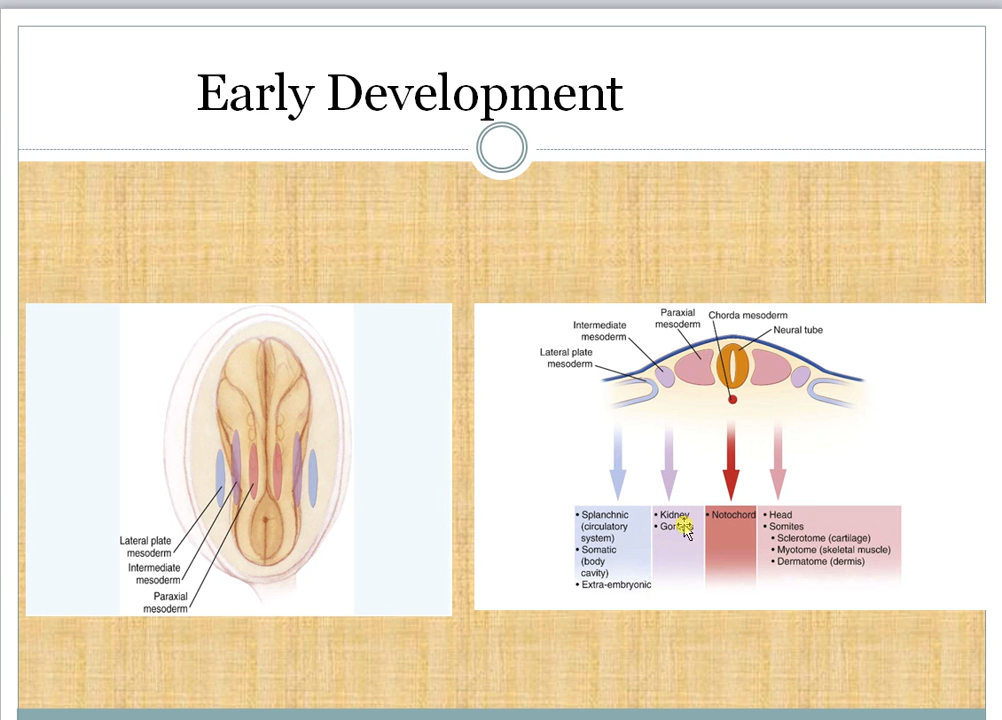 Early Development
Lateral plate
mesoderm
Intermediate
mesoderm
Paraxial
mesoderm
Paraxial
mesoderm
Chorda mesoderm
Intermediate
mesoderm
Neural tube
Lateral plate
mesoderm
• Splanchnic
(circulatory
system)
• Somatic
(body
cavity)
• Extra-embryonic
• Kidney
• Notochord
• Head
• Somites
• Sclerotome (cartilage)
• Myotome (skeletal muscle)
• Dermatome (dermis)